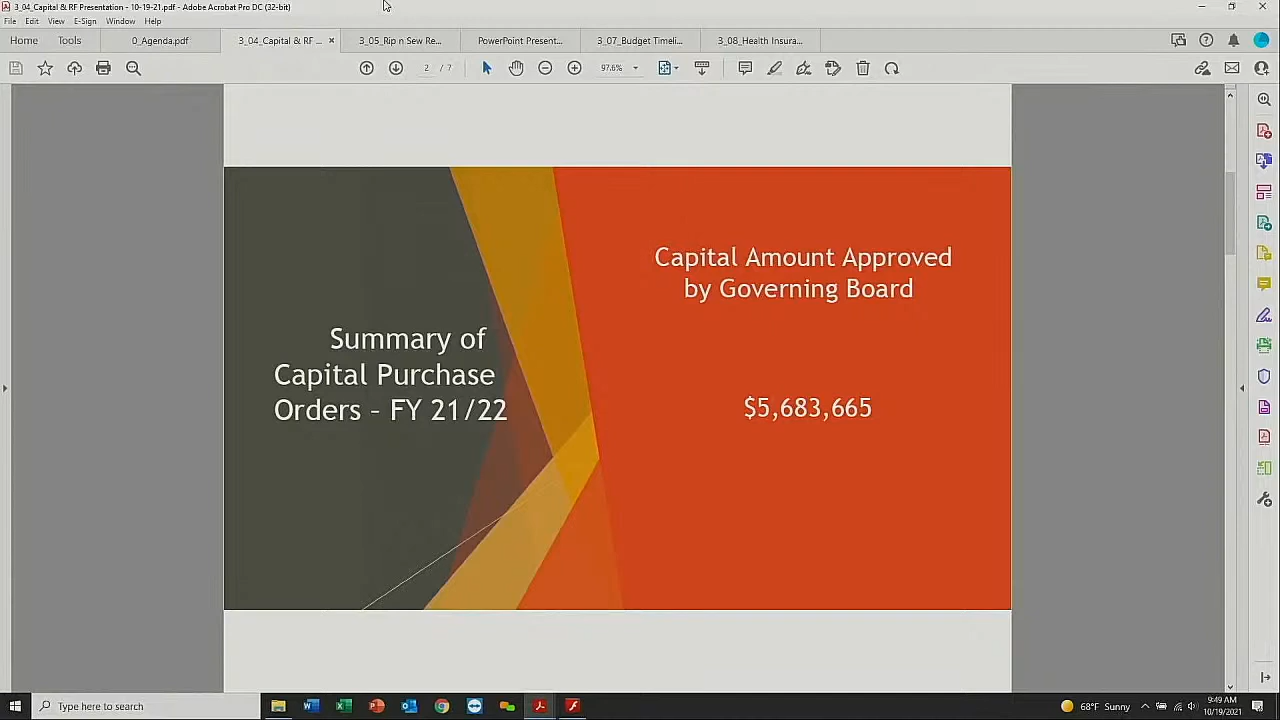 3_04_Capital & RF Presentation - 10-19-21.pdf - Adobe Acrobat Pro DC (32-bit)
File Edit View E-Sign Window Help
Home Tools 0_Agenda.pdf 3_04_Capital & RF ... × 3_05_Rip n Sew Re... PowerPoint Present... 3_07_Budget Timeli... 3_08_Health Insura...
2 / 7 97.6%
Capital Amount Approved
by Governing Board
Summary of
Capital Purchase
Orders – FY 21/22
$5,683,665
Type here to search
68°F Sunny
9:49 AM
10/19/2021